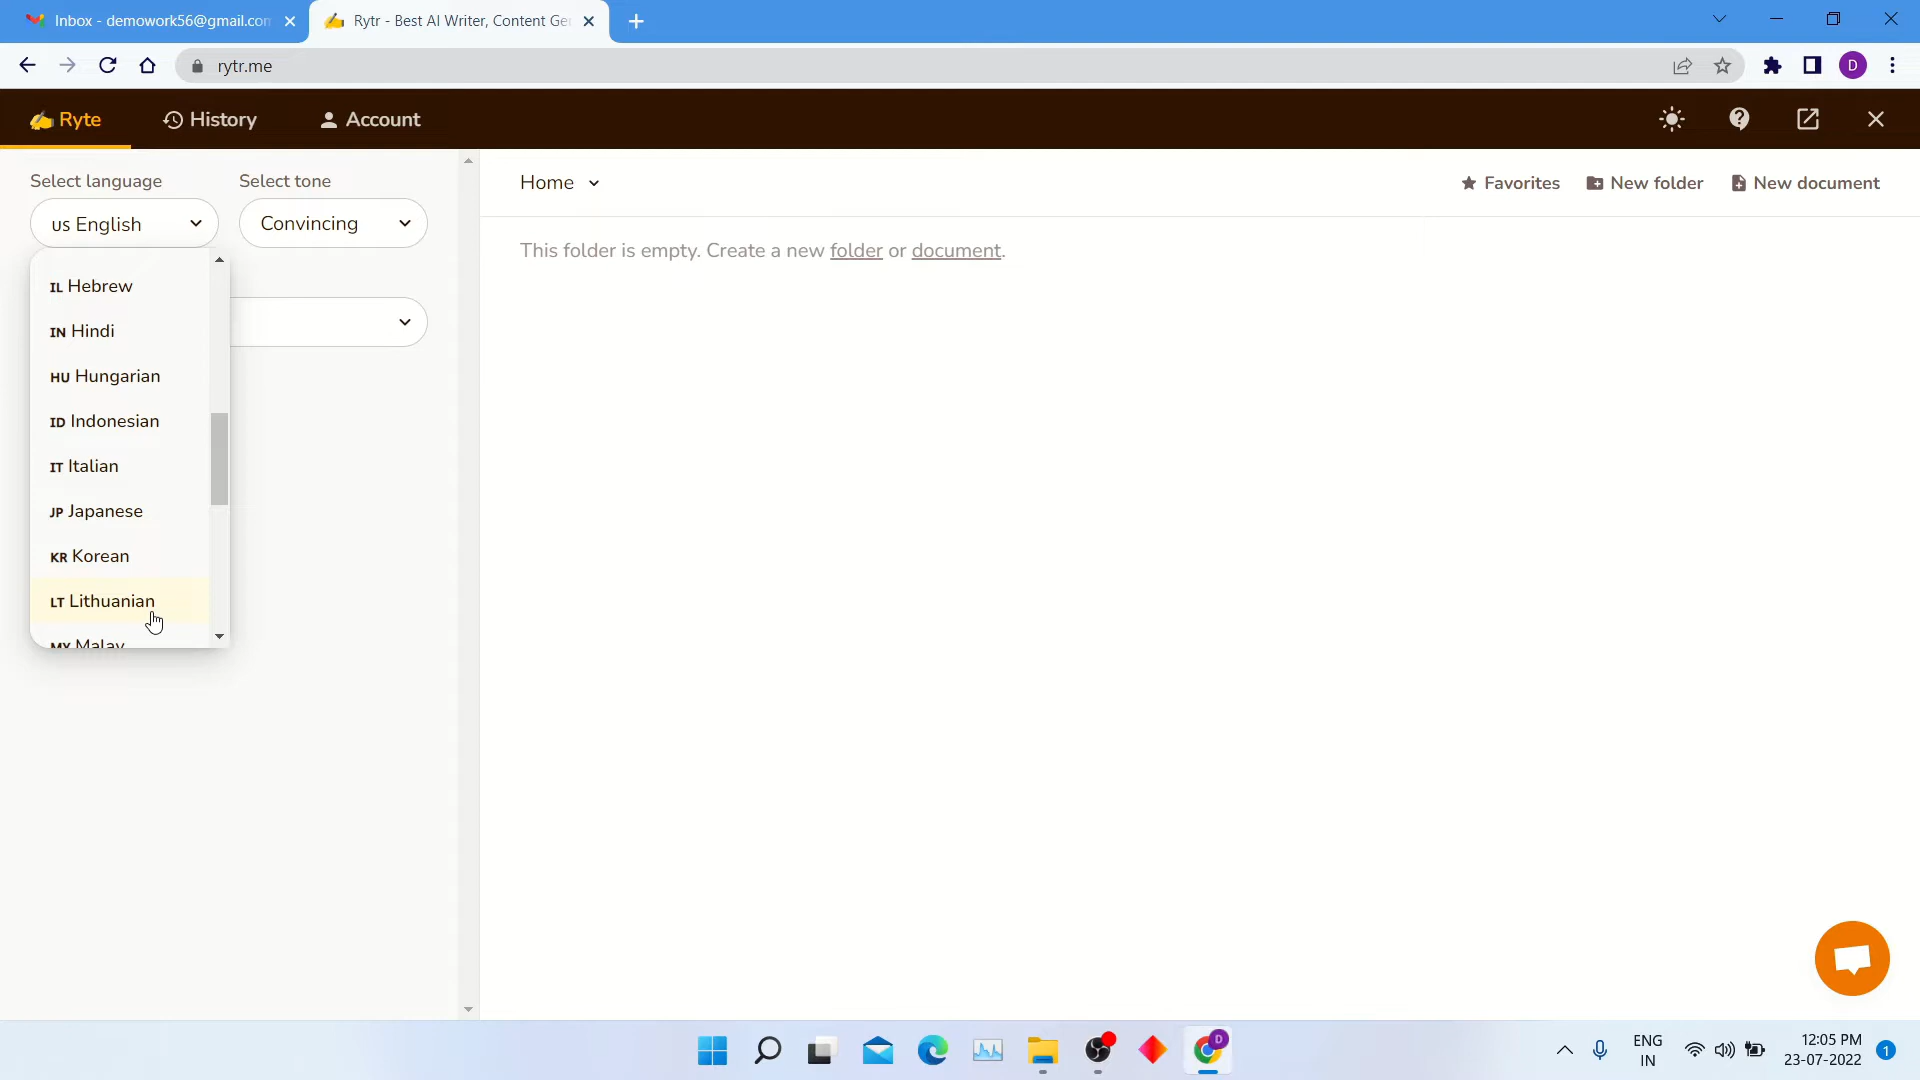 Inbox - demowork56@gmail.com
Rytr - Best AI Writer, Content Ge
rytr.me
D
Ryte
History
Account
Select language
Select tone
US English
Convincing
Home
Favorites
New folder
New document
This folder is empty. Create a new folder or document.
IL Hebrew
IN Hindi
HU Hungarian
ID Indonesian
IT Italian
JP Japanese
KR Korean
LT Lithuanian
MY Malay
D
ENG
IN
12:05 PM
23-07-2022
1